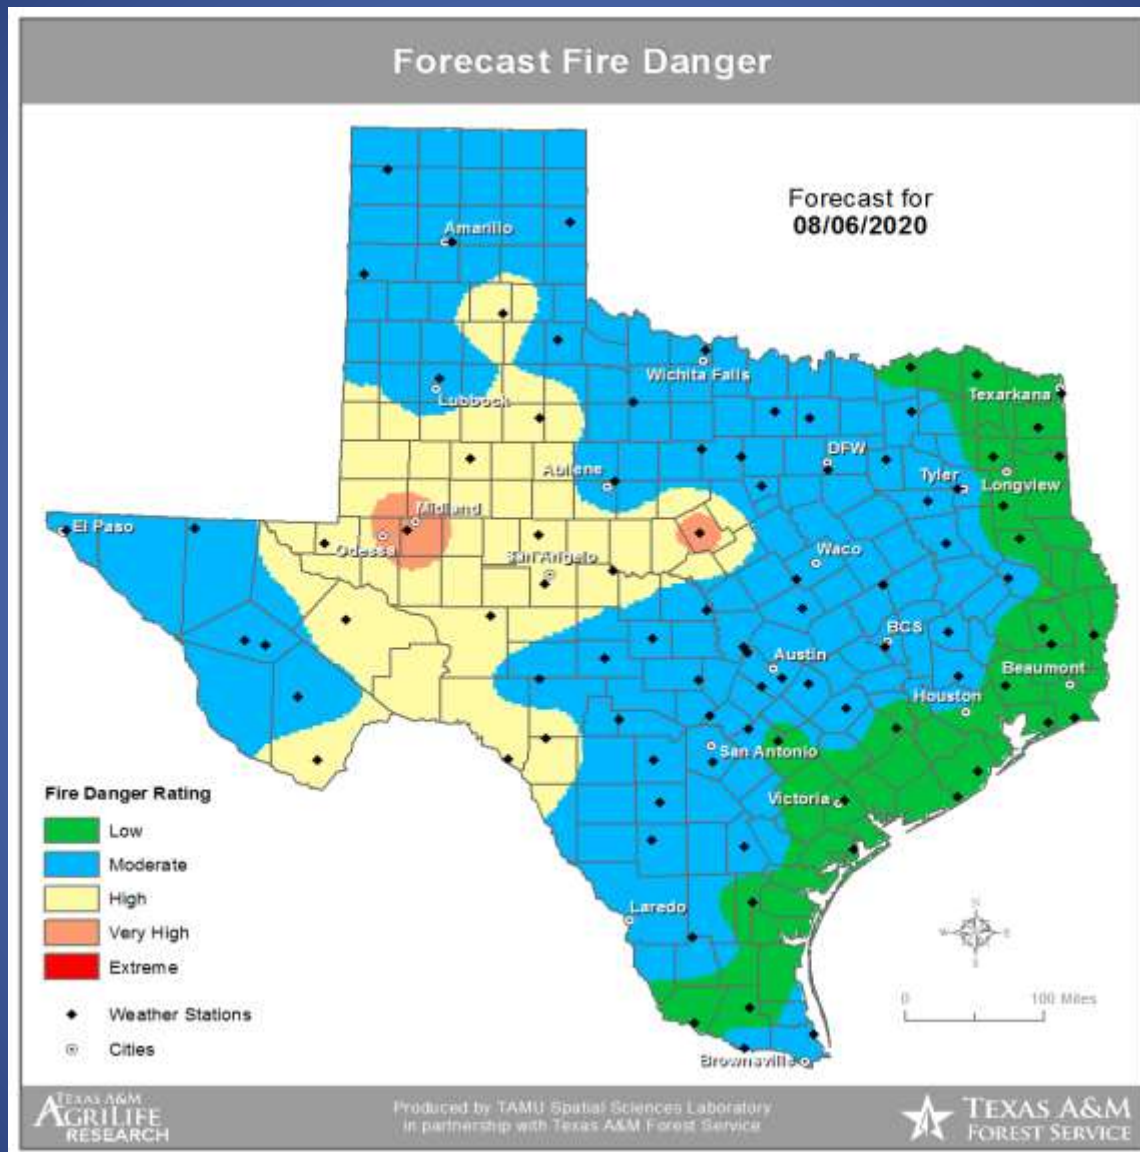 Forecast Fire Danger
Forecast for
08/06/2020
Amarillo
Wichita Falls
Lubbock
Texarkana
DFW
Abilene
Tyler
Longview
Midland
El Paso
Odessa
San Angelo
Waco
BCS
Austin
Beaumont
Houston
San Antonio
Victoria
Laredo
Brownsville
Fire Danger Rating
Low
Moderate
High
Very High
Extreme
Weather Stations
Cities
N
W E
S
0 100 Miles
TEXAS A&M
AGRILIFE
RESEARCH
Produced by TAMU Spatial Sciences Laboratory
in partnership with Texas A&M Forest Service
TEXAS A&M
FOREST SERVICE